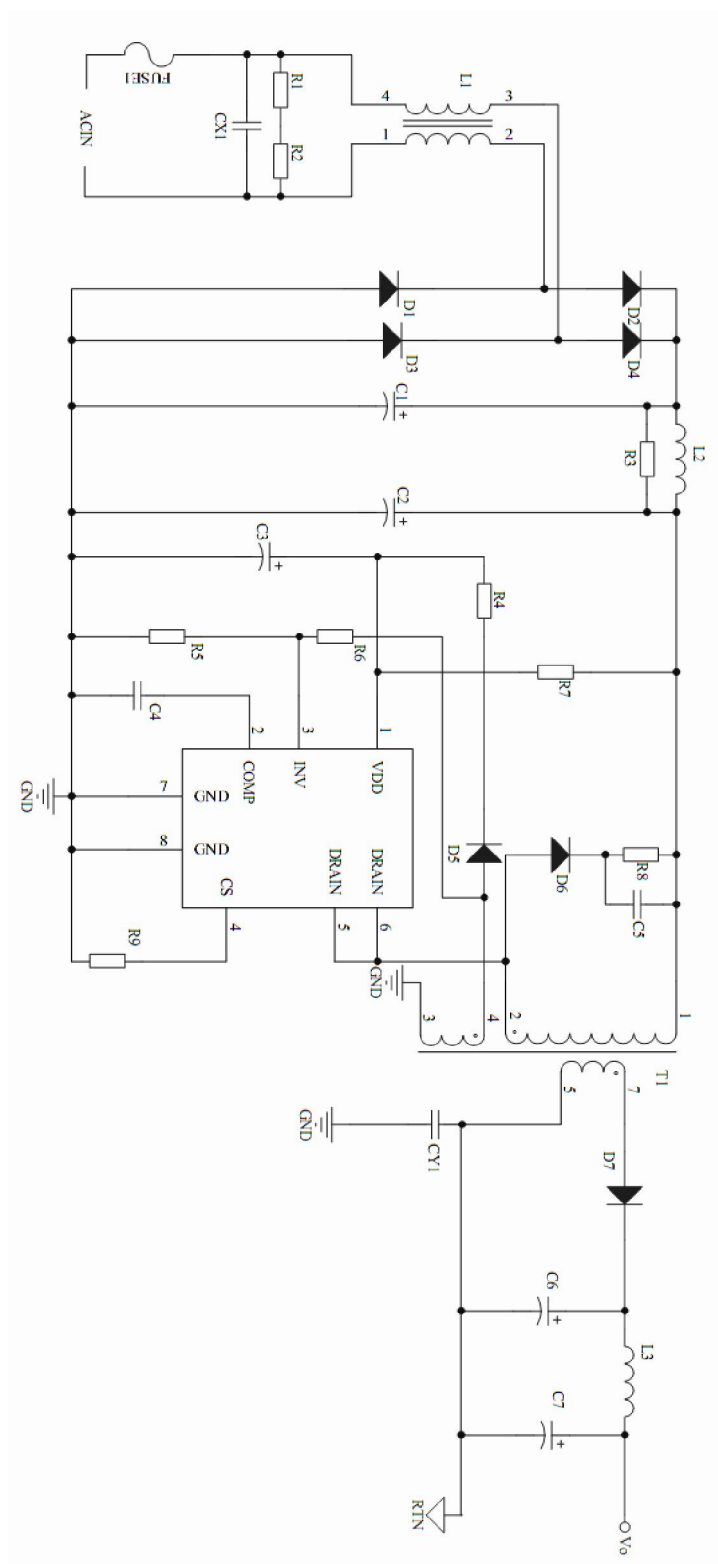 FUSE1
ACIN
CX1
R1
R2
L1
4
3
1
2
D1
D2
D3
D4
C1
+
L2
R3
C2
+
C3
+
R4
R5
R6
R7
C4
2
3
1
COMP
INV
VDD
GND
7
GND
8
GND
DRAIN
DRAIN
CS
4
5
6
R9
D5
D6
R8
C5
GND
3
4
2
1
T1
5
7
GND
CY1
D7
C6
+
L3
C7
+
RTN
Vo